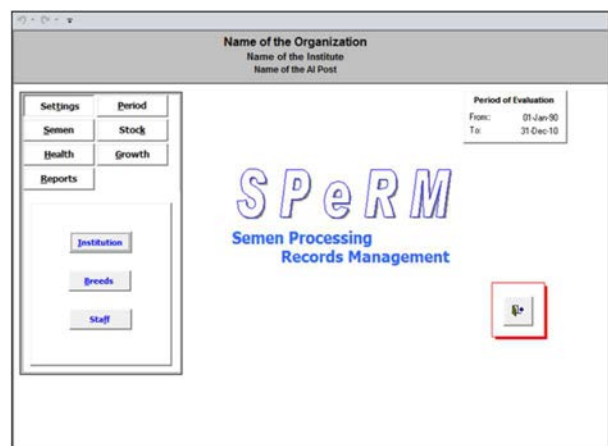 Name of the Organization
Name of the Institute
Name of the AI Post
Settings Period
Semen Stock
Health Growth
Reports
Institution
Breeds
Staff
Period of Evaluation
From: 01-Jan-90
To: 31-Dec-10
SPeRM
Semen Processing
Records Management